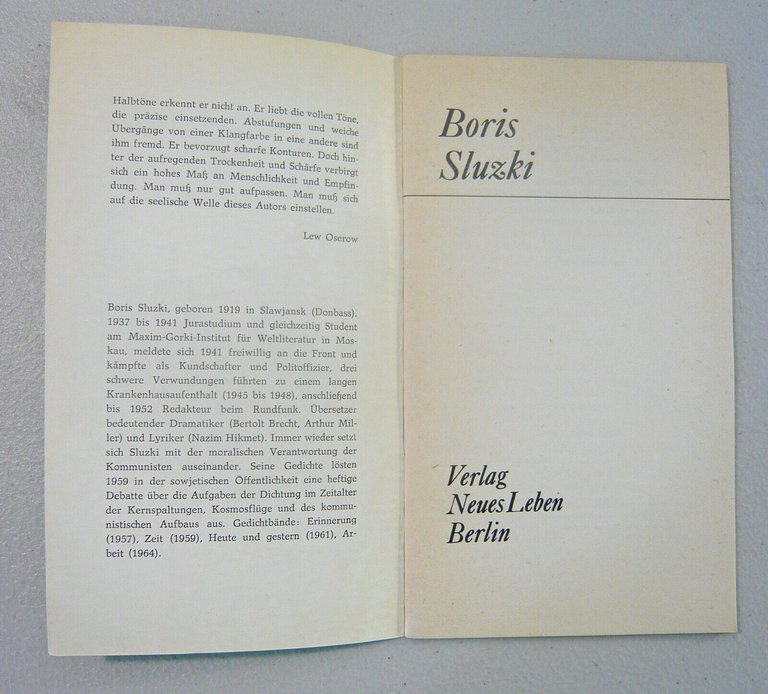 Halbtöne erkennt er nicht an. Er liebt die vollen Töne,
die präzise einsetzenden. Abstufungen und weiche
Übergänge von einer Klangfarbe in eine andere sind
ihm fremd. Er bevorzugt scharfe Konturen. Doch hin-
ter der aufregenden Trockenheit und Schärfe verbirgt
sich ein hohes Maß an Menschlichkeit und Empfin-
dung. Man muß nur gut aufpassen. Man muß sich
auf die seelische Welle dieses Autors einstellen.
Lew Oserow
Boris Sluzki, geboren 1919 in Slawjansk (Donbass).
1937 bis 1941 Jurastudium und gleichzeitig Student
am Maxim-Gorki-Institut für Weltliteratur in Mos-
kau, meldete sich 1941 freiwillig an die Front und
kämpfte als Kundschafter und Politoffizier, drei
schwere Verwundungen führten zu einem langen
Krankenhausaufenthalt (1945 bis 1948), anschließend
bis 1952 Redakteur beim Rundfunk. Übersetzer
bedeutender Dramatiker (Bertolt Brecht, Arthur Mil-
ler) und Lyriker (Nazim Hikmet). Immer wieder setzt
sich Sluzki mit der moralischen Verantwortung der
Kommunisten auseinander. Seine Gedichte lösten
1959 in der sowjetischen Öffentlichkeit eine heftige
Debatte über die Aufgaben der Dichtung im Zeitalter
der Kernspaltungen, Kosmosflüge und des kommu-
nistischen Aufbaus aus. Gedichtbände: Erinnerung
(1957), Zeit (1959), Heute und gestern (1961), Ar-
beit (1964).
Boris
Sluzki
Verlag
Neues Leben
Berlin